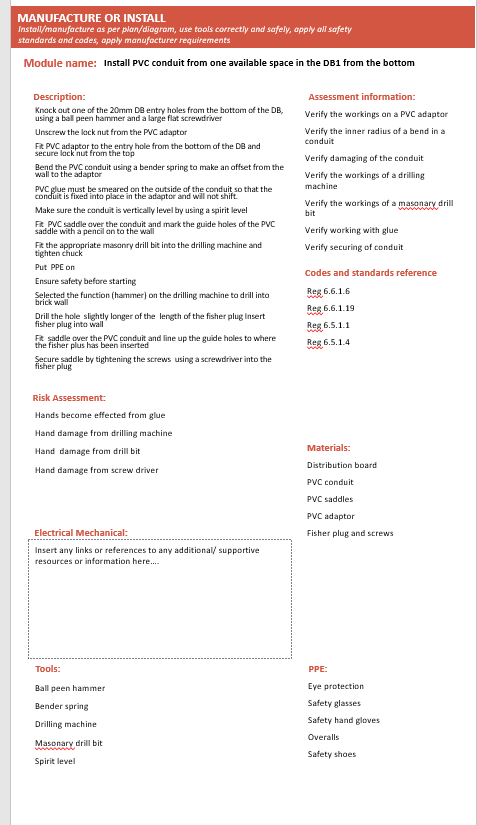 MANUFACTURE OR INSTALL
Install/manufacture as per plan/diagram, use tools correctly and safely, apply all safety
standards and codes, apply manufacturer requirements
Module name: Install PVC conduit from one available space in the DB1 from the bottom
Description:
Knock out one of the 20mm DB entry holes from the bottom of the DB,
using a ball peen hammer and a large flat screwdriver
Unscrew the lock nut from the PVC adaptor
Fit PVC adaptor to the entry hole from the bottom of the DB and
secure lock nut from the top
Bend the PVC conduit using a bender spring to make an offset from the
wall to the adaptor
PVC glue must be smeared on the outside of the conduit so that the
conduit is fixed into place in the adaptor and will not shift.
Make sure the conduit is vertically level by using a spirit level
Fit PVC saddle over the conduit and mark the guide holes of the PVC
saddle with a pencil on to the wall
Fit the appropriate masonry drill bit into the drilling machine and
tighten chuck
Put PPE on
Ensure safety before starting
Selected the function (hammer) on the drilling machine to drill into
brick wall
Drill the hole slightly longer of the length of the fisher plug Insert
fisher plug into wall
Fit saddle over the PVC conduit and line up the guide holes to where
the fisher plus has been inserted
Secure saddle by tightening the screws using a screwdriver into the
fisher plug
Assessment information:
Verify the workings on a PVC adaptor
Verify the inner radius of a bend in a
conduit
Verify damaging of the conduit
Verify the workings of a drilling
machine
Verify the workings of a masonary drill
bit
Verify working with glue
Verify securing of conduit
Codes and standards reference
Reg 6.6.1.6
Reg 6.6.1.19
Reg 6.5.1.1
Reg 6.5.1.4
Risk Assessment:
Hands become effected from glue
Hand damage from drilling machine
Hand damage from drill bit
Hand damage from screw driver
Materials:
Distribution board
PVC conduit
PVC saddles
PVC adaptor
Fisher plug and screws
Electrical Mechanical:
Insert any links or references to any additional/ supportive
resources or information here....
Tools:
Ball peen hammer
Bender spring
Drilling machine
Masonary drill bit
Spirit level
PPE:
Eye protection
Safety glasses
Safety hand gloves
Overalls
Safety shoes